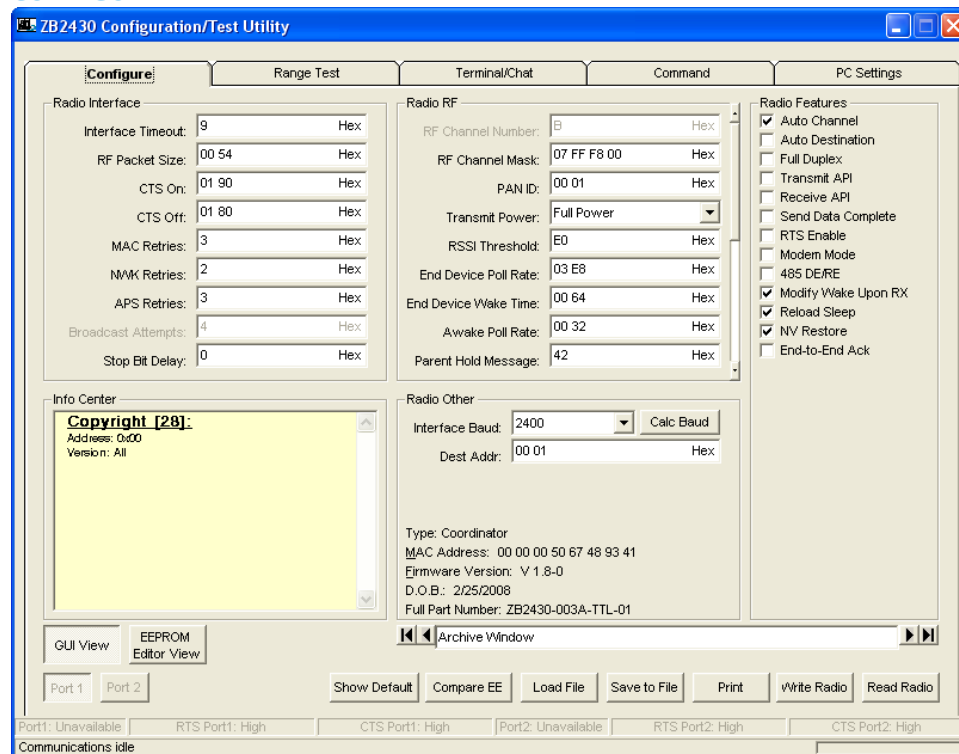 ZB2430 Configuration/Test Utility
Configure
Range Test
Terminal/Chat
Command
PC Settings
Radio Interface
Interface Timeout: 9 Hex
RF Packet Size: 00 54 Hex
CTS On: 01 90 Hex
CTS Off: 01 80 Hex
MAC Retries: 3 Hex
NWK Retries: 2 Hex
APS Retries: 3 Hex
Broadcast Attempts: 4 Hex
Stop Bit Delay: 0 Hex
Radio RF
RF Channel Number: B Hex
RF Channel Mask: 07 FF F8 00 Hex
PAN ID: 00 01 Hex
Transmit Power: Full Power
RSSI Threshold: E0 Hex
End Device Poll Rate: 03 E8 Hex
End Device Wake Time: 00 64 Hex
Awake Poll Rate: 00 32 Hex
Parent Hold Message: 42 Hex
Radio Features
Auto Channel
Auto Destination
Full Duplex
Transmit API
Receive API
Send Data Complete
RTS Enable
Modem Mode
485 DE/RE
Modify Wake Upon RX
Reload Sleep
NV Restore
End-to-End Ack
Info Center
Copyright [28]:
Address: 0x00
Version: All
Radio Other
Interface Baud: 2400 Calc Baud
Dest Addr: 00 01 Hex
Type: Coordinator
MAC Address: 00 00 00 50 67 48 93 41
Firmware Version: V 1.8-0
D.O.B.: 2/25/2008
Full Part Number: ZB2430-003A-TTL-01
GUI View
EEPROM
Editor View
Archive Window
Port 1
Port 2
Show Default
Compare EE
Load File
Save to File
Print
Write Radio
Read Radio
Port1: Unavailable
RTS Port1: High
CTS Port1: High
Port2: Unavailable
RTS Port2: High
CTS Port2: High
Communications idle